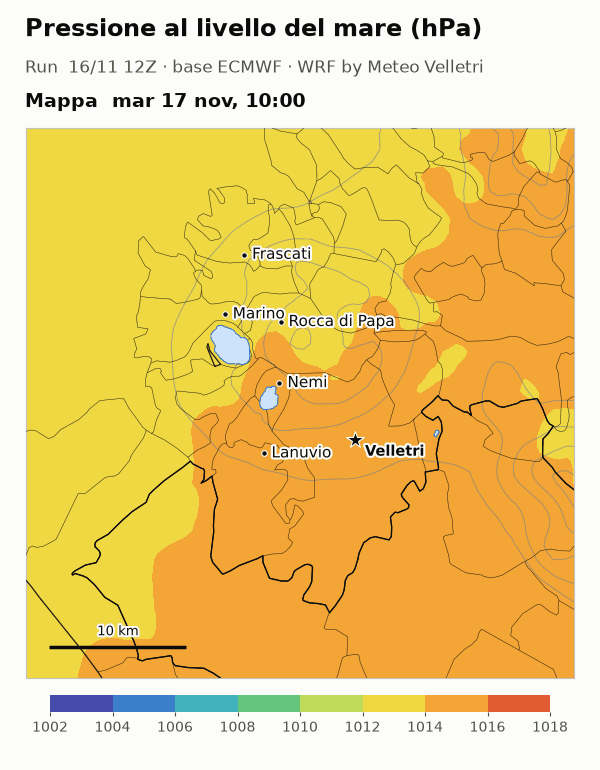 Pressione al livello del mare (hPa)
Run  16/11 12Z · base ECMWF · WRF by Meteo Velletri
Mappa  mar 17 nov, 10:00
Frascati
Marino
Rocca di Papa
Nemi
Velletri
Lanuvio
10 km
1002 1004 1006 1008 1010 1012 1014 1016 1018